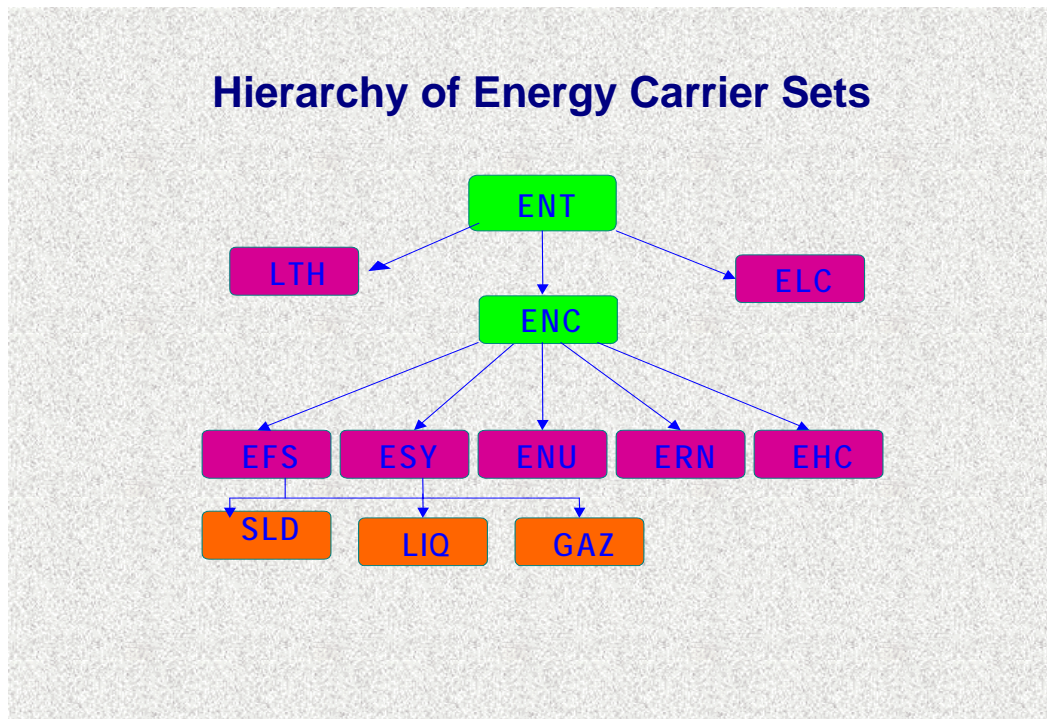 Hierarchy of Energy Carrier Sets
ENT
LTH
ELC
ENC
EFS
ESY
ENU
ERN
EHC
SLD
LIQ
GAZ